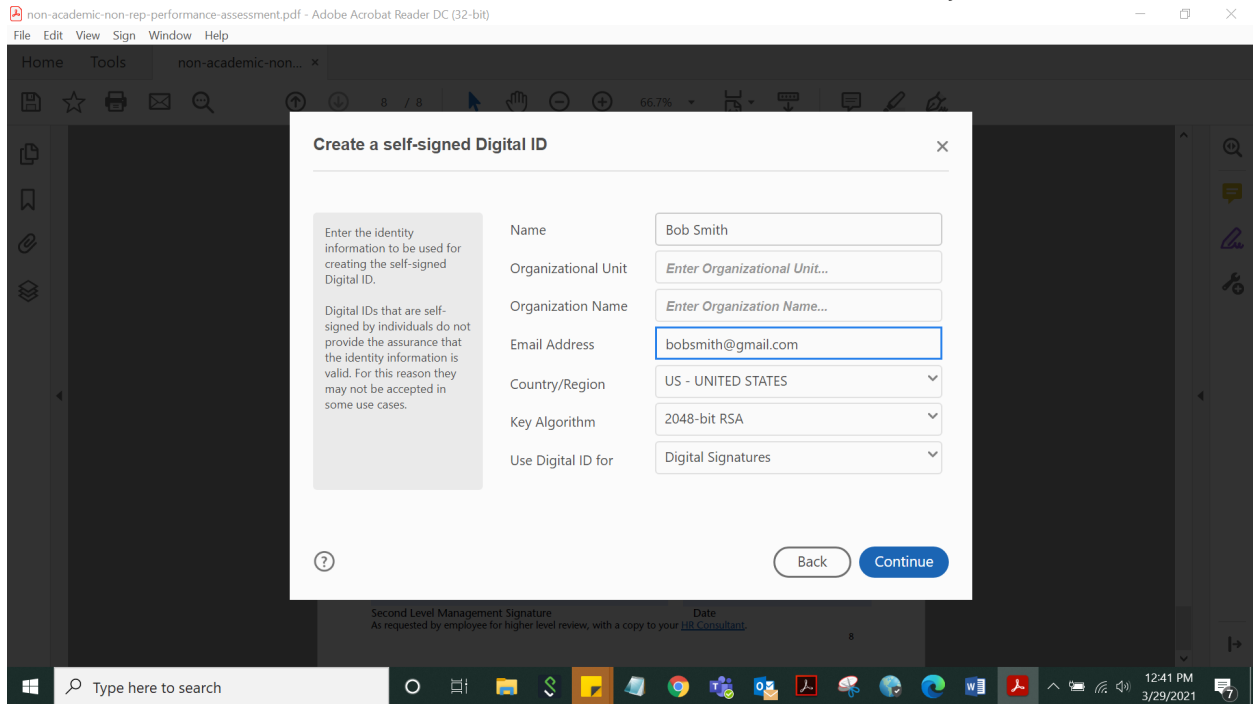 non-academic-non-rep-performance-assessment.pdf - Adobe Acrobat Reader DC (32-bit)
File Edit View Sign Window Help
Home Tools non-academic-non... ×
8 / 8 66.7%
Create a self-signed Digital ID
Enter the identity
information to be used for
creating the self-signed
Digital ID.
Digital IDs that are self-
signed by individuals do not
provide the assurance that
the identity information is
valid. For this reason they
may not be accepted in
some use cases.
Name Bob Smith
Organizational Unit Enter Organizational Unit...
Organization Name Enter Organization Name...
Email Address bobsmith@gmail.com
Country/Region US - UNITED STATES
Key Algorithm 2048-bit RSA
Use Digital ID for Digital Signatures
Back Continue
Second Level Management Signature Date
As requested by employee for higher level review, with a copy to your HR Consultant.
8
Type here to search
12:41 PM
3/29/2021
7